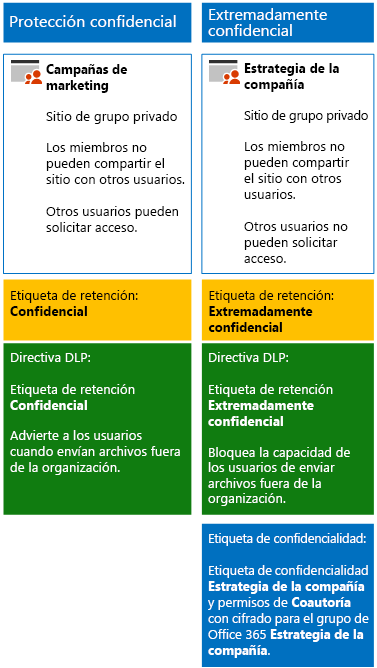 Protección confidencial
Campañas de
marketing
Sitio de grupo privado
Los miembros no
pueden compartir el
sitio con otros usuarios.
Otros usuarios pueden
solicitar acceso.
Etiqueta de retención:
Confidencial
Directiva DLP:
Etiqueta de retención
Confidencial
Advierte a los usuarios
cuando envían archivos fuera
de la organización.
Extremadamente
confidencial
Estrategia de la
compañía
Sitio de grupo privado
Los miembros no
pueden compartir
el sitio con otros
usuarios.
Otros usuarios no
pueden solicitar
acceso.
Etiqueta de retención:
Extremadamente
confidencial
Directiva DLP:
Etiqueta de retención
Extremadamente
confidencial
Bloquea la capacidad de
los usuarios de enviar
archivos fuera de la
organización.
Etiqueta de confidencialidad:
Etiqueta de confidencialidad
Estrategia de la compañía
y permisos de Coautoría
con cifrado para el grupo de
Office 365 Estrategia de la
compañía.